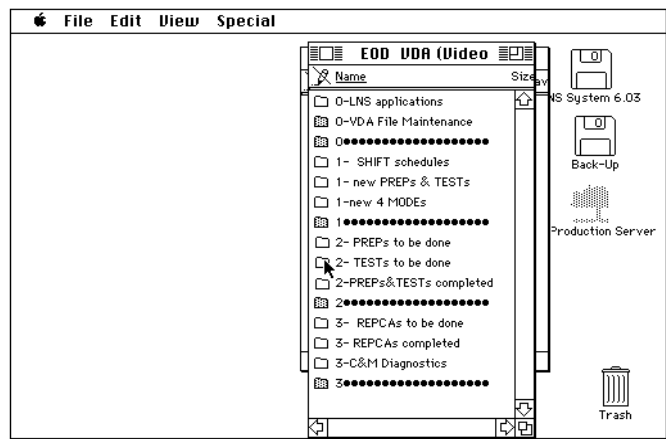 File Edit View Special
EOD VDA (Video
Name Size
0-LNS applications
0-VDA File Maintenance
0●●●●●●●●●●●●●●●●●●●
1- SHIFT schedules
1- new PREPs & TESTs
1-new 4 MODEs
1●●●●●●●●●●●●●●●●●●●
2- PREPs to be done
2- TESTs to be done
2-PREPs&TESTs completed
2●●●●●●●●●●●●●●●●●●●
3- REPCAs to be done
3- REPCAs completed
3-C&M Diagnostics
3●●●●●●●●●●●●●●●●●●●
NS System 6.03
Back-Up
Production Server
Trash